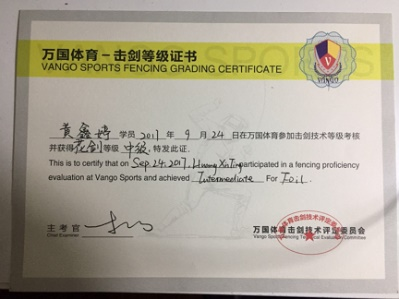 VANGO
万国体育-击剑等级证书
VANGO SPORTS FENCING GRADING CERTIFICATE
黄鑫婷 学员 2017 年 9 月 24 日在万国体育参加击剑技术等级考核
并获得 花剑 等级 中级, 特发此证。
This is to certify that on Sep.24.2017. Huang XinTing participated in a fencing proficiency
evaluation at Vango Sports and achieved Intermediate For Foil.
主考官
Chief Examiner
万国体育击剑技术评定委员会
Vango Sports Fencing Technical Evaluation Committee